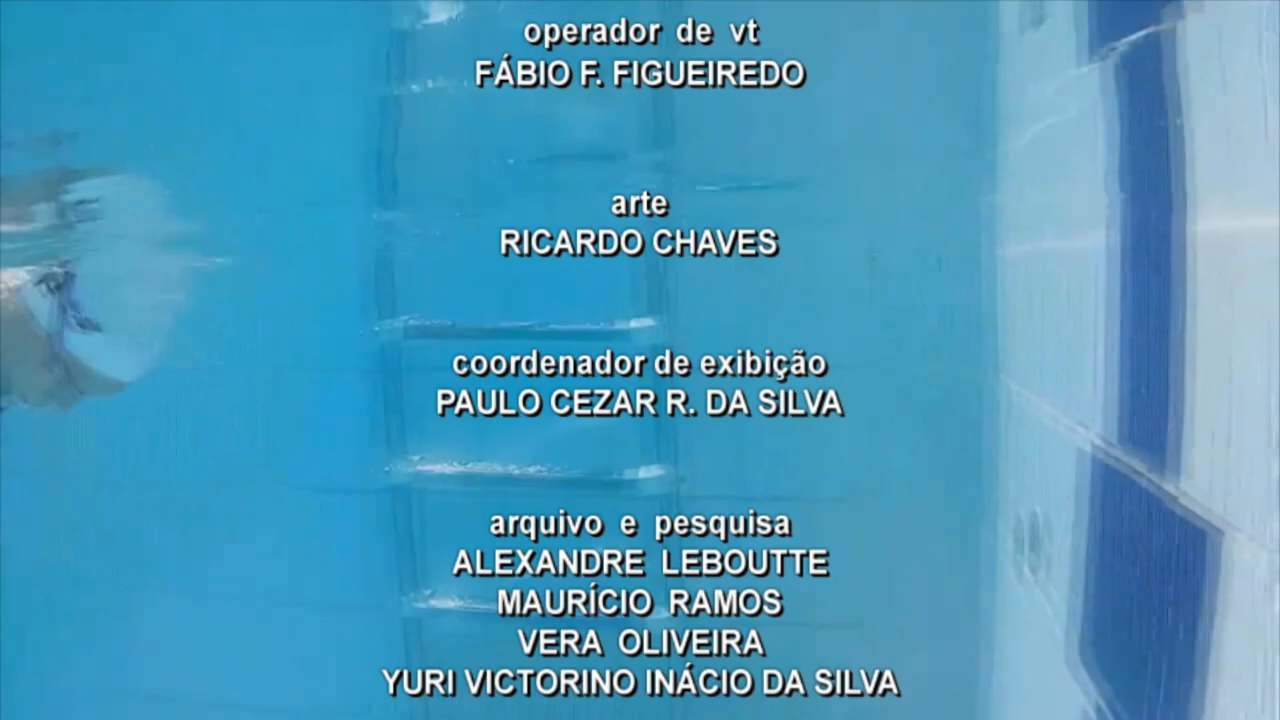 operador de vt
FÁBIO F. FIGUEIREDO
arte
RICARDO CHAVES
coordenador de exibição
PAULO CEZAR R. DA SILVA
arquivo e pesquisa
ALEXANDRE LEBOUTTE
MAURÍCIO RAMOS
VERA OLIVEIRA
YURI VICTORINO INÁCIO DA SILVA